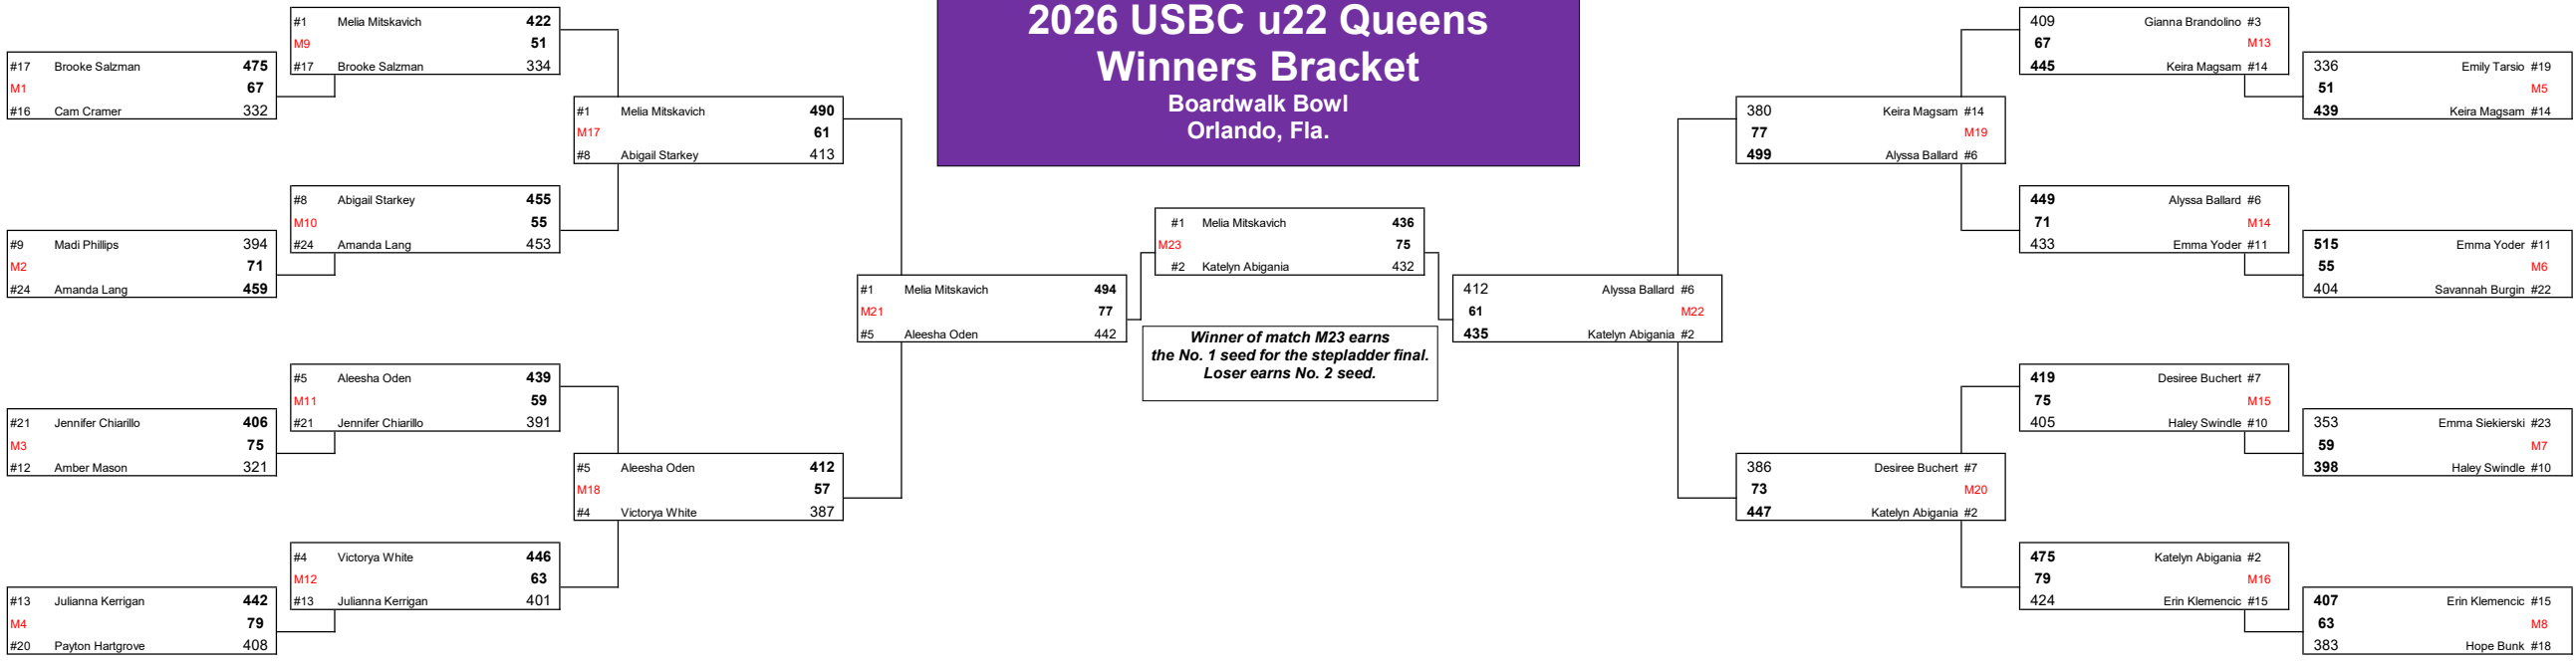 2026 USBC u22 Queens
Winners Bracket
Boardwalk Bowl
Orlando, Fla.
#17 Brooke Salzman 475
M1 67
#16 Cam Cramer 332
#9 Madi Phillips 394
M2 71
#24 Amanda Lang 459
#21 Jennifer Chiarillo 406
M3 75
#12 Amber Mason 321
#13 Julianna Kerrigan 442
M4 79
#20 Payton Hartgrove 408
#1 Melia Mitskavich 422
M9 51
#17 Brooke Salzman 334
#8 Abigail Starkey 455
M10 55
#24 Amanda Lang 453
#5 Aleesha Oden 439
M11 59
#21 Jennifer Chiarillo 391
#4 Victorya White 446
M12 63
#13 Julianna Kerrigan 401
#1 Melia Mitskavich 490
M17 61
#8 Abigail Starkey 413
#5 Aleesha Oden 412
M18 57
#4 Victorya White 387
#1 Melia Mitskavich 494
M21 77
#5 Aleesha Oden 442
#1 Melia Mitskavich 436
M23 75
#2 Katelyn Abigania 432
Winner of match M23 earns
the No. 1 seed for the stepladder final.
Loser earns No. 2 seed.
412 Alyssa Ballard #6
61 M22
435 Katelyn Abigania #2
380 Keira Magsam #14
77 M19
499 Alyssa Ballard #6
386 Desiree Buchert #7
73 M20
447 Katelyn Abigania #2
409 Gianna Brandolino #3
67 M13
445 Keira Magsam #14
449 Alyssa Ballard #6
71 M14
433 Emma Yoder #11
419 Desiree Buchert #7
75 M15
405 Haley Swindle #10
475 Katelyn Abigania #2
79 M16
424 Erin Klemencic #15
336 Emily Tarsio #19
51 M5
439 Keira Magsam #14
515 Emma Yoder #11
55 M6
404 Savannah Burgin #22
353 Emma Siekierski #23
59 M7
398 Haley Swindle #10
407 Erin Klemencic #15
63 M8
383 Hope Bunk #18